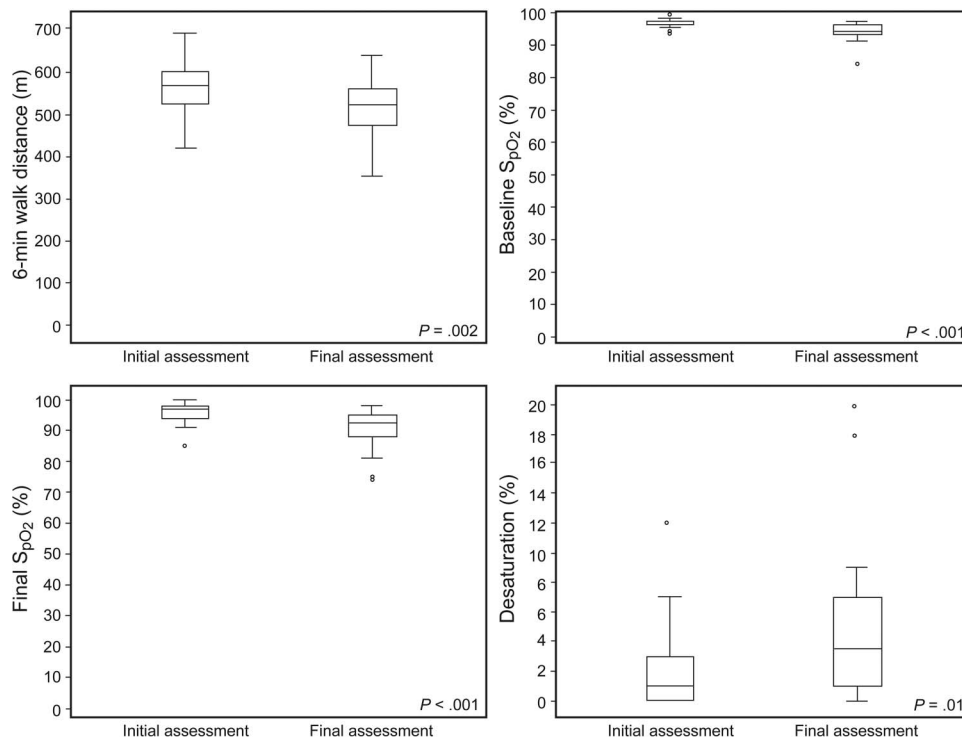 6-min walk distance (m)
700
600
500
400
300
200
100
0
P = .002
Initial assessment
Final assessment
Baseline SpO2 (%)
100
90
80
70
60
50
40
30
20
10
0
P < .001
Initial assessment
Final assessment
Final SpO2 (%)
100
90
80
70
60
50
40
30
20
10
0
P < .001
Initial assessment
Final assessment
Desaturation (%)
20
18
16
14
12
10
8
6
4
2
0
P = .01
Initial assessment
Final assessment